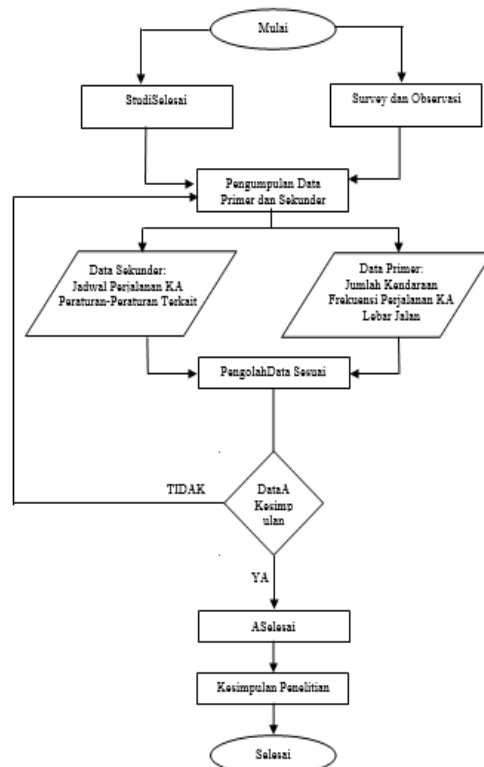 Mulai
StudiSelesai
Survey dan Observasi
Pengumpulan Data
Primer dan Sekunder
Data Sekunder:
Jadwal Perjalanan KA
Peraturan-Peraturan Terkait
Data Primer:
Jumlah Kendaraan
Frekuensi Perjalanan KA
Lebar Jalan
PengolahData Sesuai
TIDAK
DataA
Kesimp
ulan
YA
ASelesai
Kesimpulan Penelitian
Selesai